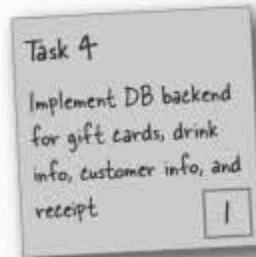 Task 4
Implement DB backend
for gift cards, drink
info, customer info, and
receipt
1